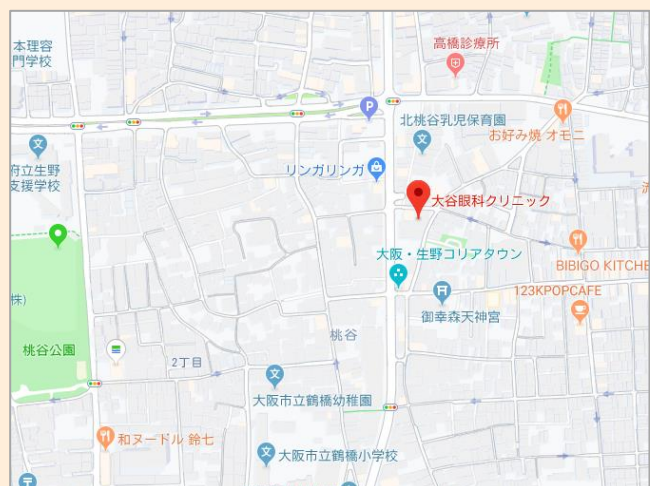 本理容
門学校
高橋診療所
P
北桃谷乳児保育園
お好み焼 オモニ
府立生野
支援学校
リンガリンガ
大谷眼科クリニック
大阪・生野コリアタウン
BIBIGO KITCHE
123KPOPCAFE
株)
御幸森天神宮
桃谷
桃谷公園
2丁目
文
大阪市立鶴橋幼稚園
和ヌードル 鈴七
文
大阪市立鶴橋小学校